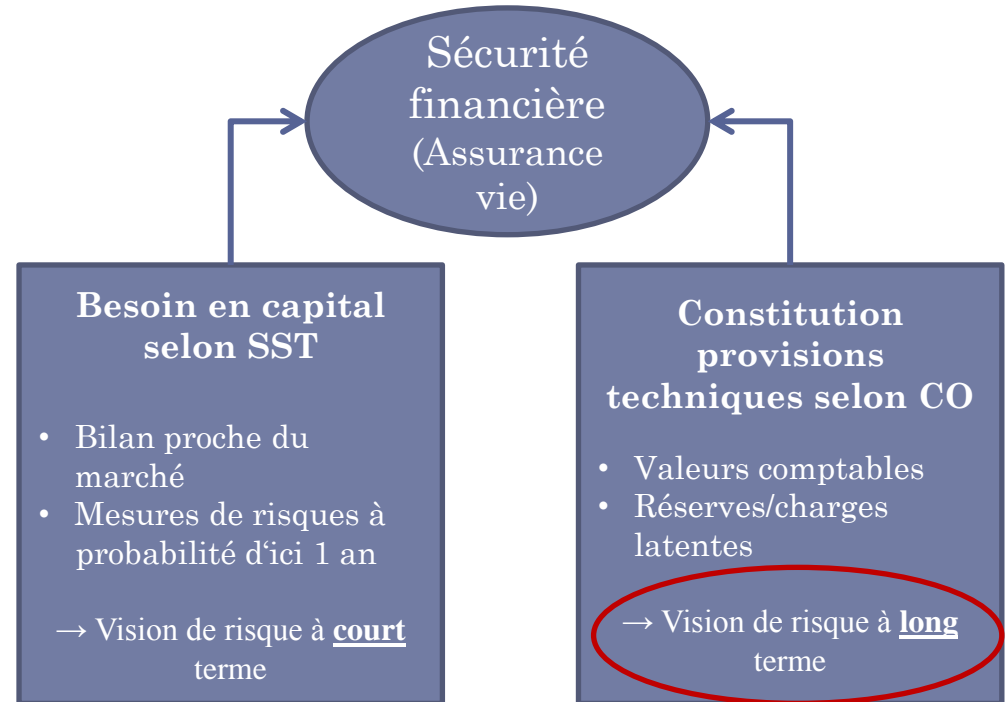 Sécurité
financière
(Assurance
vie)
Besoin en capital
selon SST
• Bilan proche du
marché
• Mesures de risques à
probabilité d‘ici 1 an
→ Vision de risque à court
terme
Constitution
provisions
techniques selon CO
• Valeurs comptables
• Réserves/charges
latentes
→ Vision de risque à long
terme